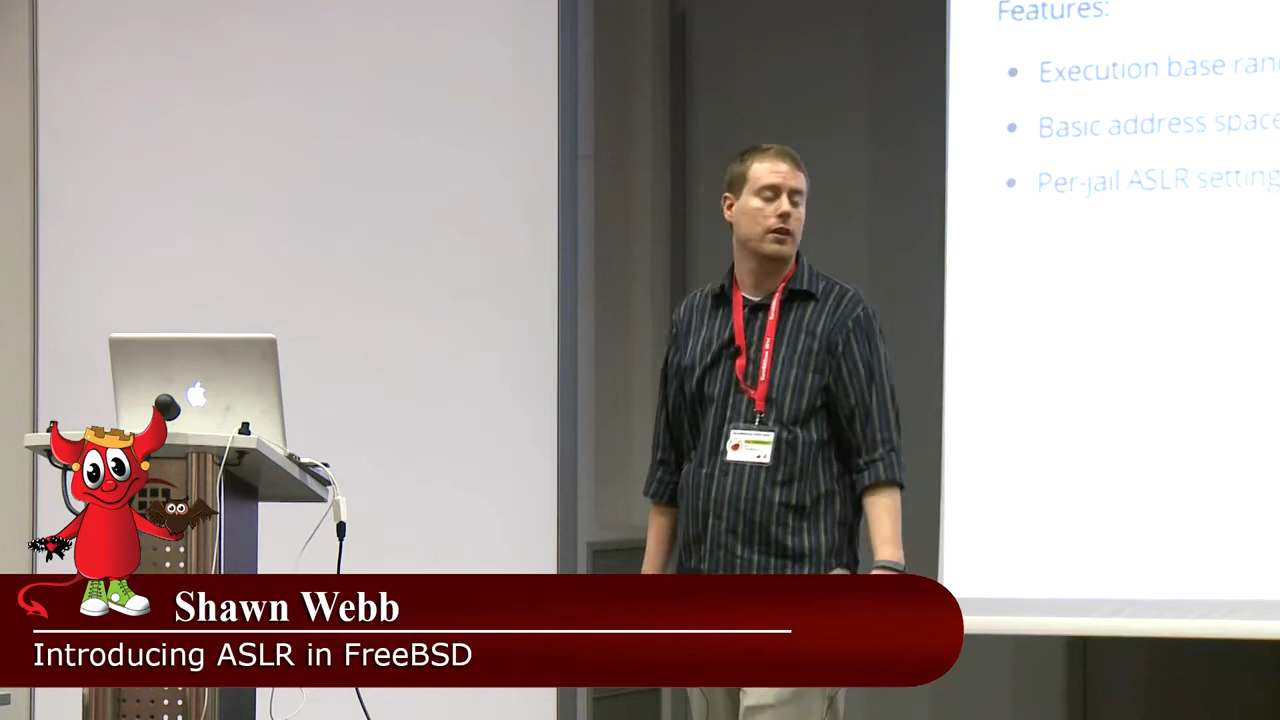 Features:
• Execution base ran
• Basic address space
• Per-jail ASLR setting
Shawn Webb
Introducing ASLR in FreeBSD